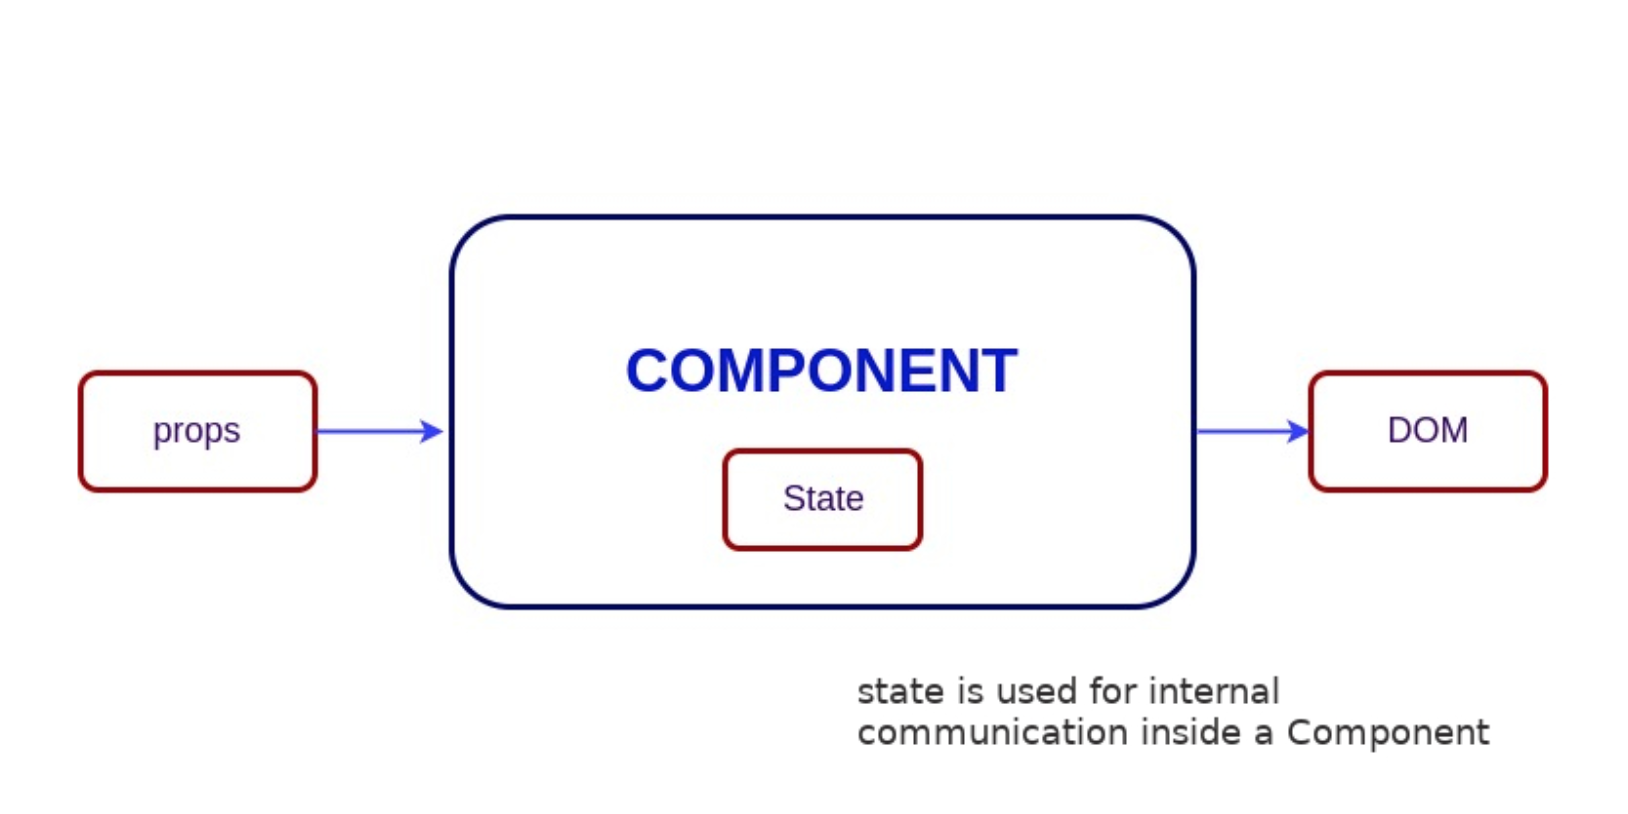 COMPONENT
props
State
DOM
state is used for internal
communication inside a Component